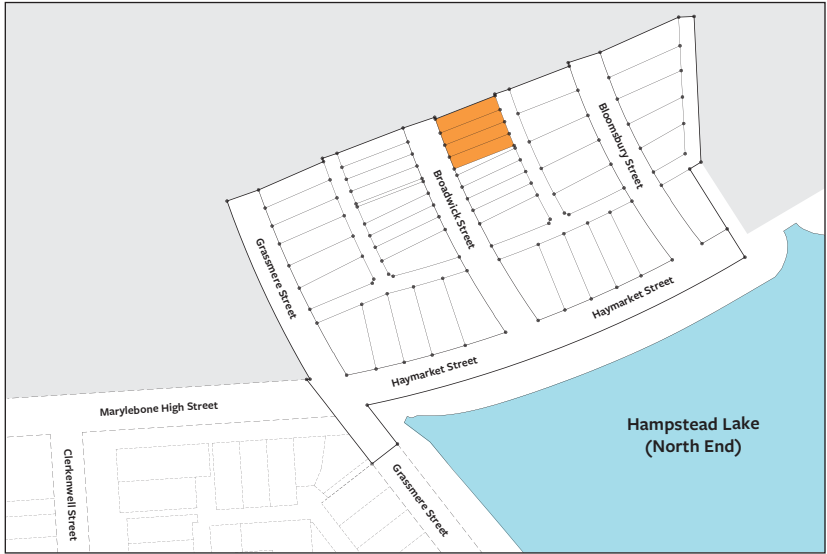 Bloomsbury Street
Broadwick Street
Grassmere Street
Haymarket Street
Haymarket Street
Marylebone High Street
Hampstead Lake
(North End)
Clerkenwell Street
Grassmere Street